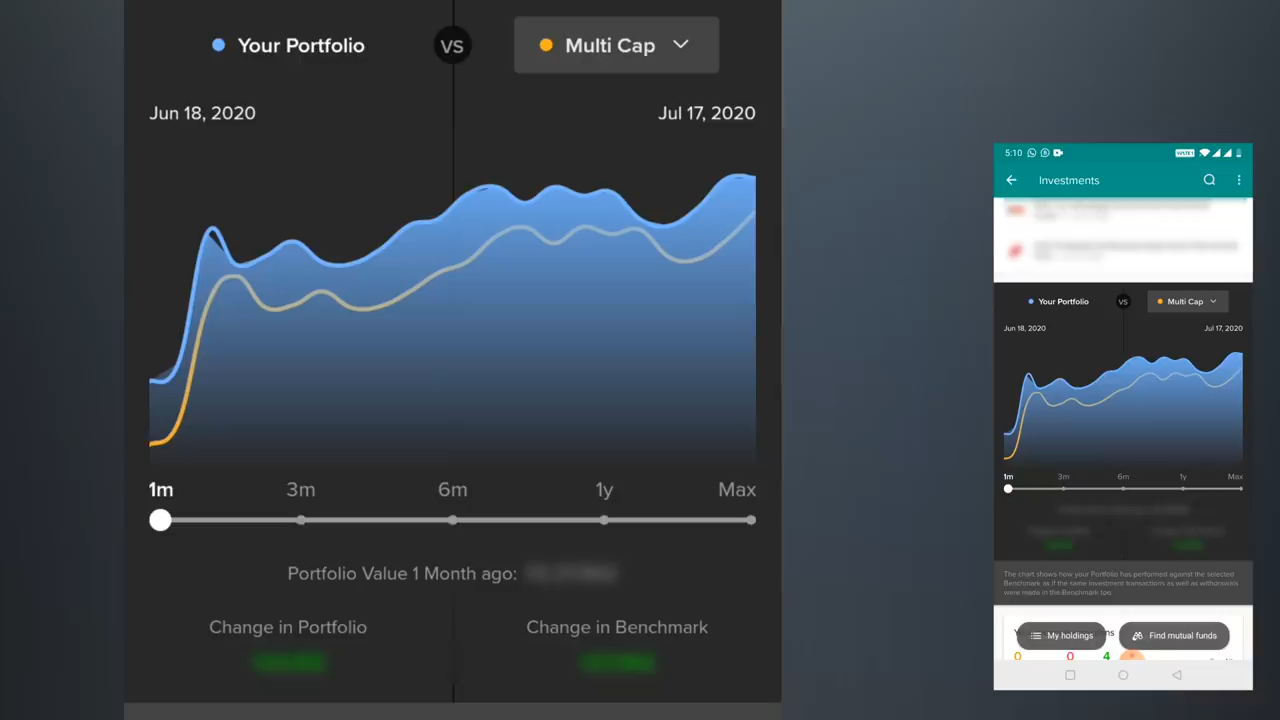 Your Portfolio
VS
Multi Cap
Jun 18, 2020
Jul 17, 2020
1m
3m
6m
1y
Max
Portfolio Value 1 Month ago:
Change in Portfolio
Change in Benchmark
5:10
Investments
Your Portfolio
VS
Multi Cap
Jun 18, 2020
Jul 17, 2020
1m
3m
6m
1y
Max
The chart shows how your Portfolio has performed against the selected
Benchmark as if the same investment transactions as well as withdrawals
were made in the Benchmark too
My holdings
Find mutual funds
0
0
4